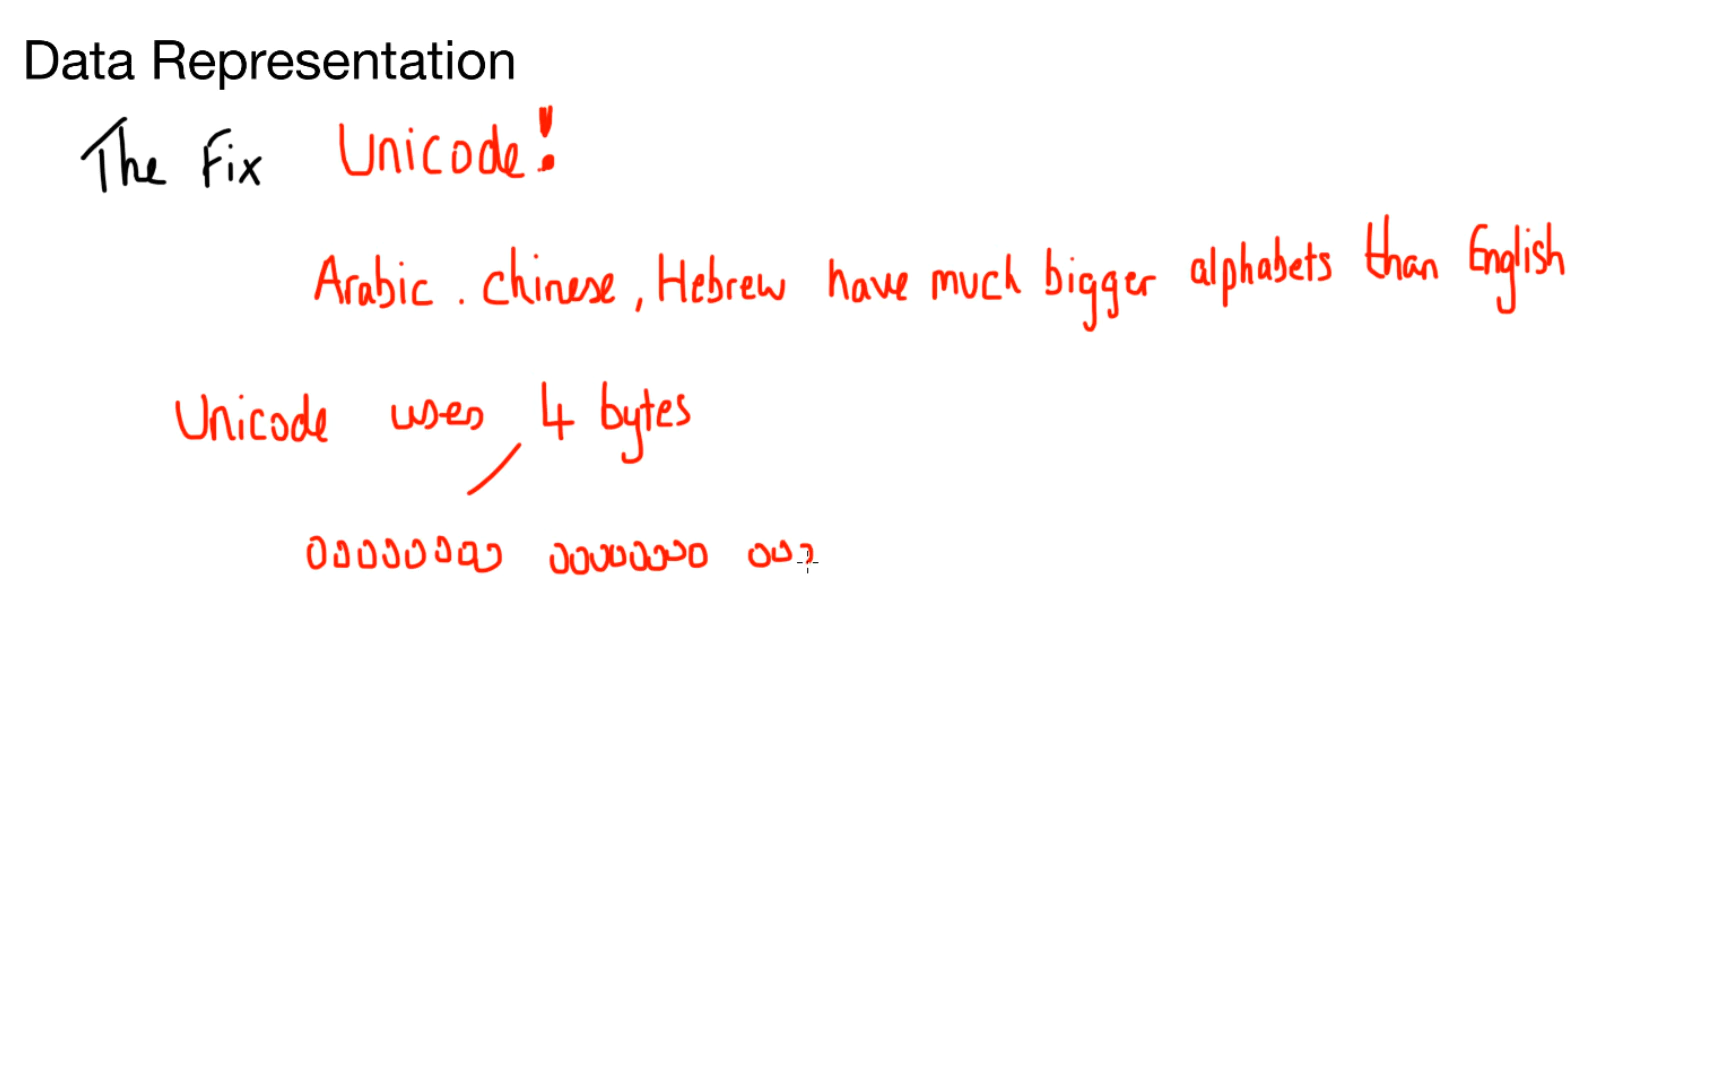 Data Representation
The Fix Unicode!
Arabic. Chinese, Hebrew have much bigger alphabets than English
Unicode uses 4 bytes
00000000 00000000 000